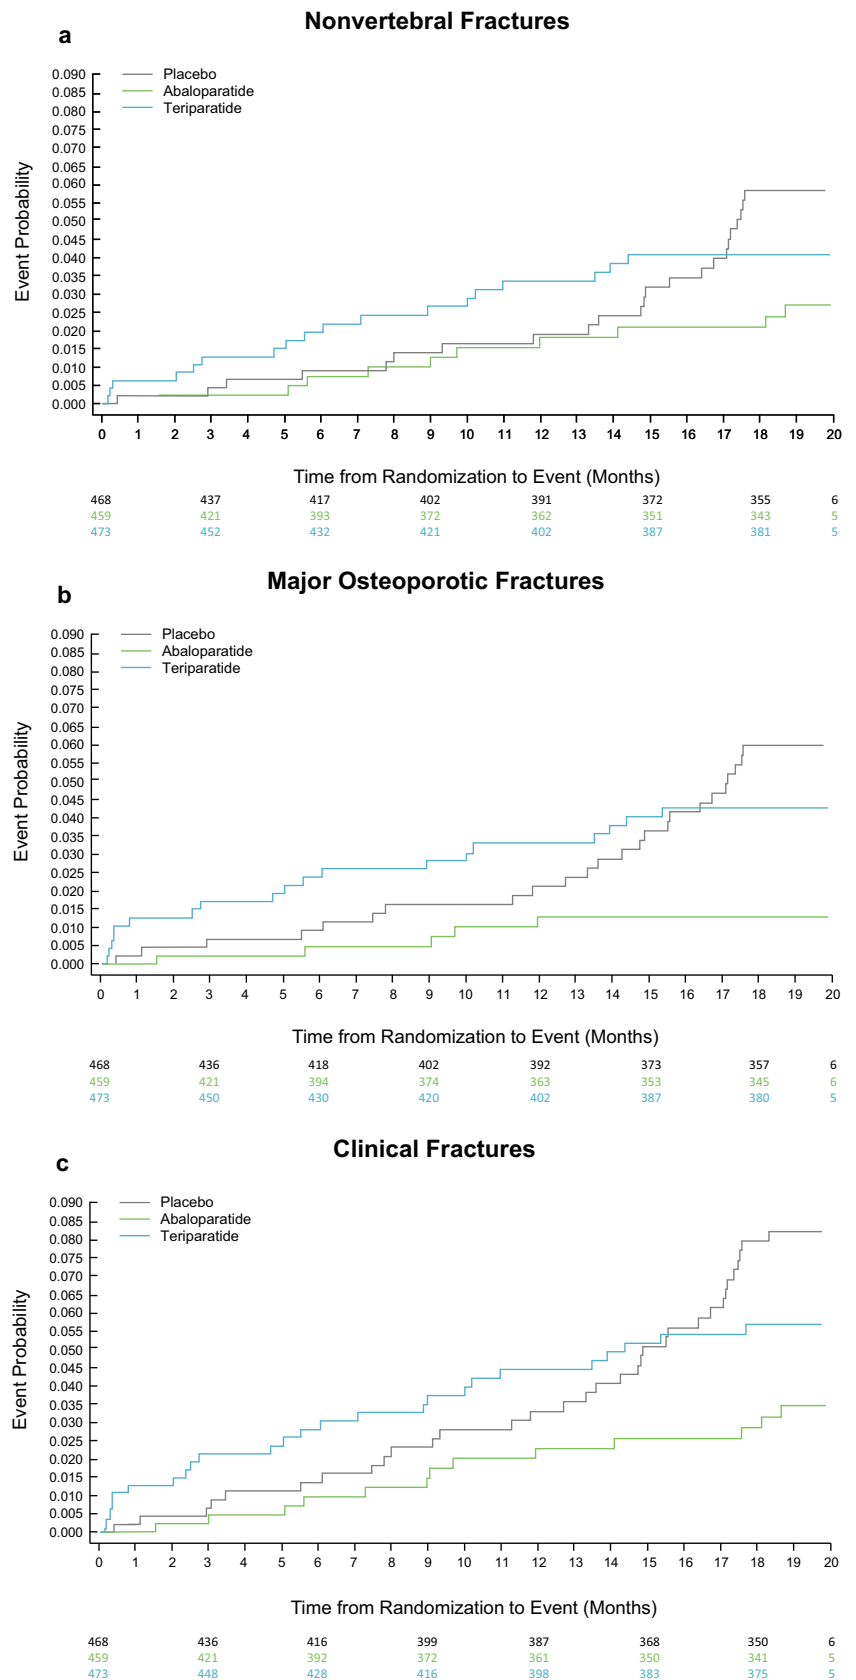 Nonvertebral Fractures
a
Placebo
Abaloparatide
Teriparatide
Event Probability
0.090
0.085
0.080
0.075
0.070
0.065
0.060
0.055
0.050
0.045
0.040
0.035
0.030
0.025
0.020
0.015
0.010
0.005
0.000
0 1 2 3 4 5 6 7 8 9 10 11 12 13 14 15 16 17 18 19 20
Time from Randomization to Event (Months)
468 437 417 402 391 372 355 6
459 421 393 372 362 351 343 5
473 452 432 421 402 387 381 5
Major Osteoporotic Fractures
b
Placebo
Abaloparatide
Teriparatide
Event Probability
0.090
0.085
0.080
0.075
0.070
0.065
0.060
0.055
0.050
0.045
0.040
0.035
0.030
0.025
0.020
0.015
0.010
0.005
0.000
0 1 2 3 4 5 6 7 8 9 10 11 12 13 14 15 16 17 18 19 20
Time from Randomization to Event (Months)
468 436 418 402 392 373 357 6
459 421 394 374 363 353 345 6
473 450 430 420 402 387 380 5
Clinical Fractures
c
Placebo
Abaloparatide
Teriparatide
Event Probability
0.090
0.085
0.080
0.075
0.070
0.065
0.060
0.055
0.050
0.045
0.040
0.035
0.030
0.025
0.020
0.015
0.010
0.005
0.000
0 1 2 3 4 5 6 7 8 9 10 11 12 13 14 15 16 17 18 19 20
Time from Randomization to Event (Months)
468 436 416 399 387 368 350 6
459 421 392 372 361 350 341 5
473 448 428 416 398 383 375 5